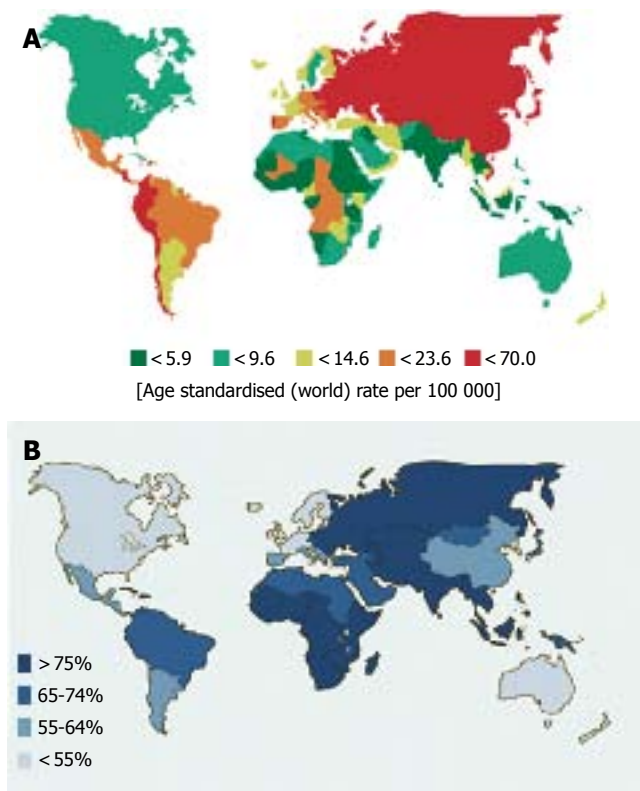 A
< 5.9 < 9.6 < 14.6 < 23.6 < 70.0
[Age standardised (world) rate per 100 000]
B
> 75%
65-74%
55-64%
< 55%